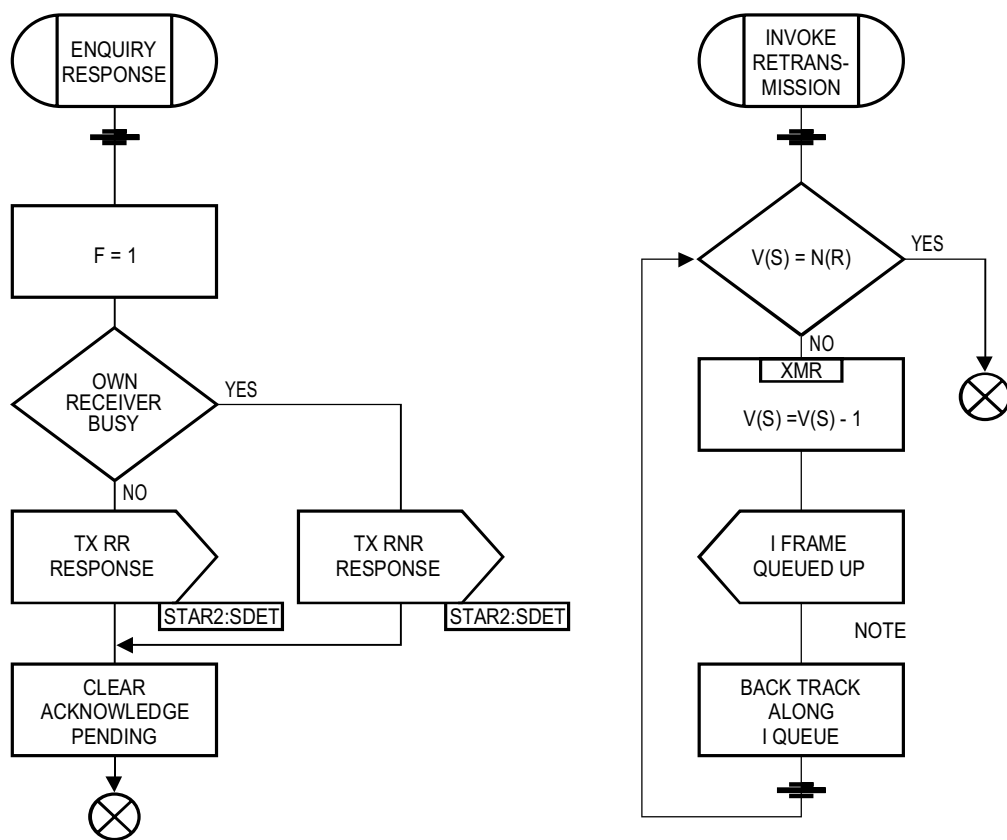 ENQUIRY
RESPONSE
F = 1
OWN
RECEIVER
BUSY
YES
NO
TX RR
RESPONSE
STAR2:SDET
TX RNR
RESPONSE
STAR2:SDET
CLEAR
ACKNOWLEDGE
PENDING
INVOKE
RETRANS-
MISSION
V(S) = N(R)
YES
NO
XMR
V(S) =V(S) - 1
I FRAME
QUEUED UP
NOTE
BACK TRACK
ALONG
I QUEUE